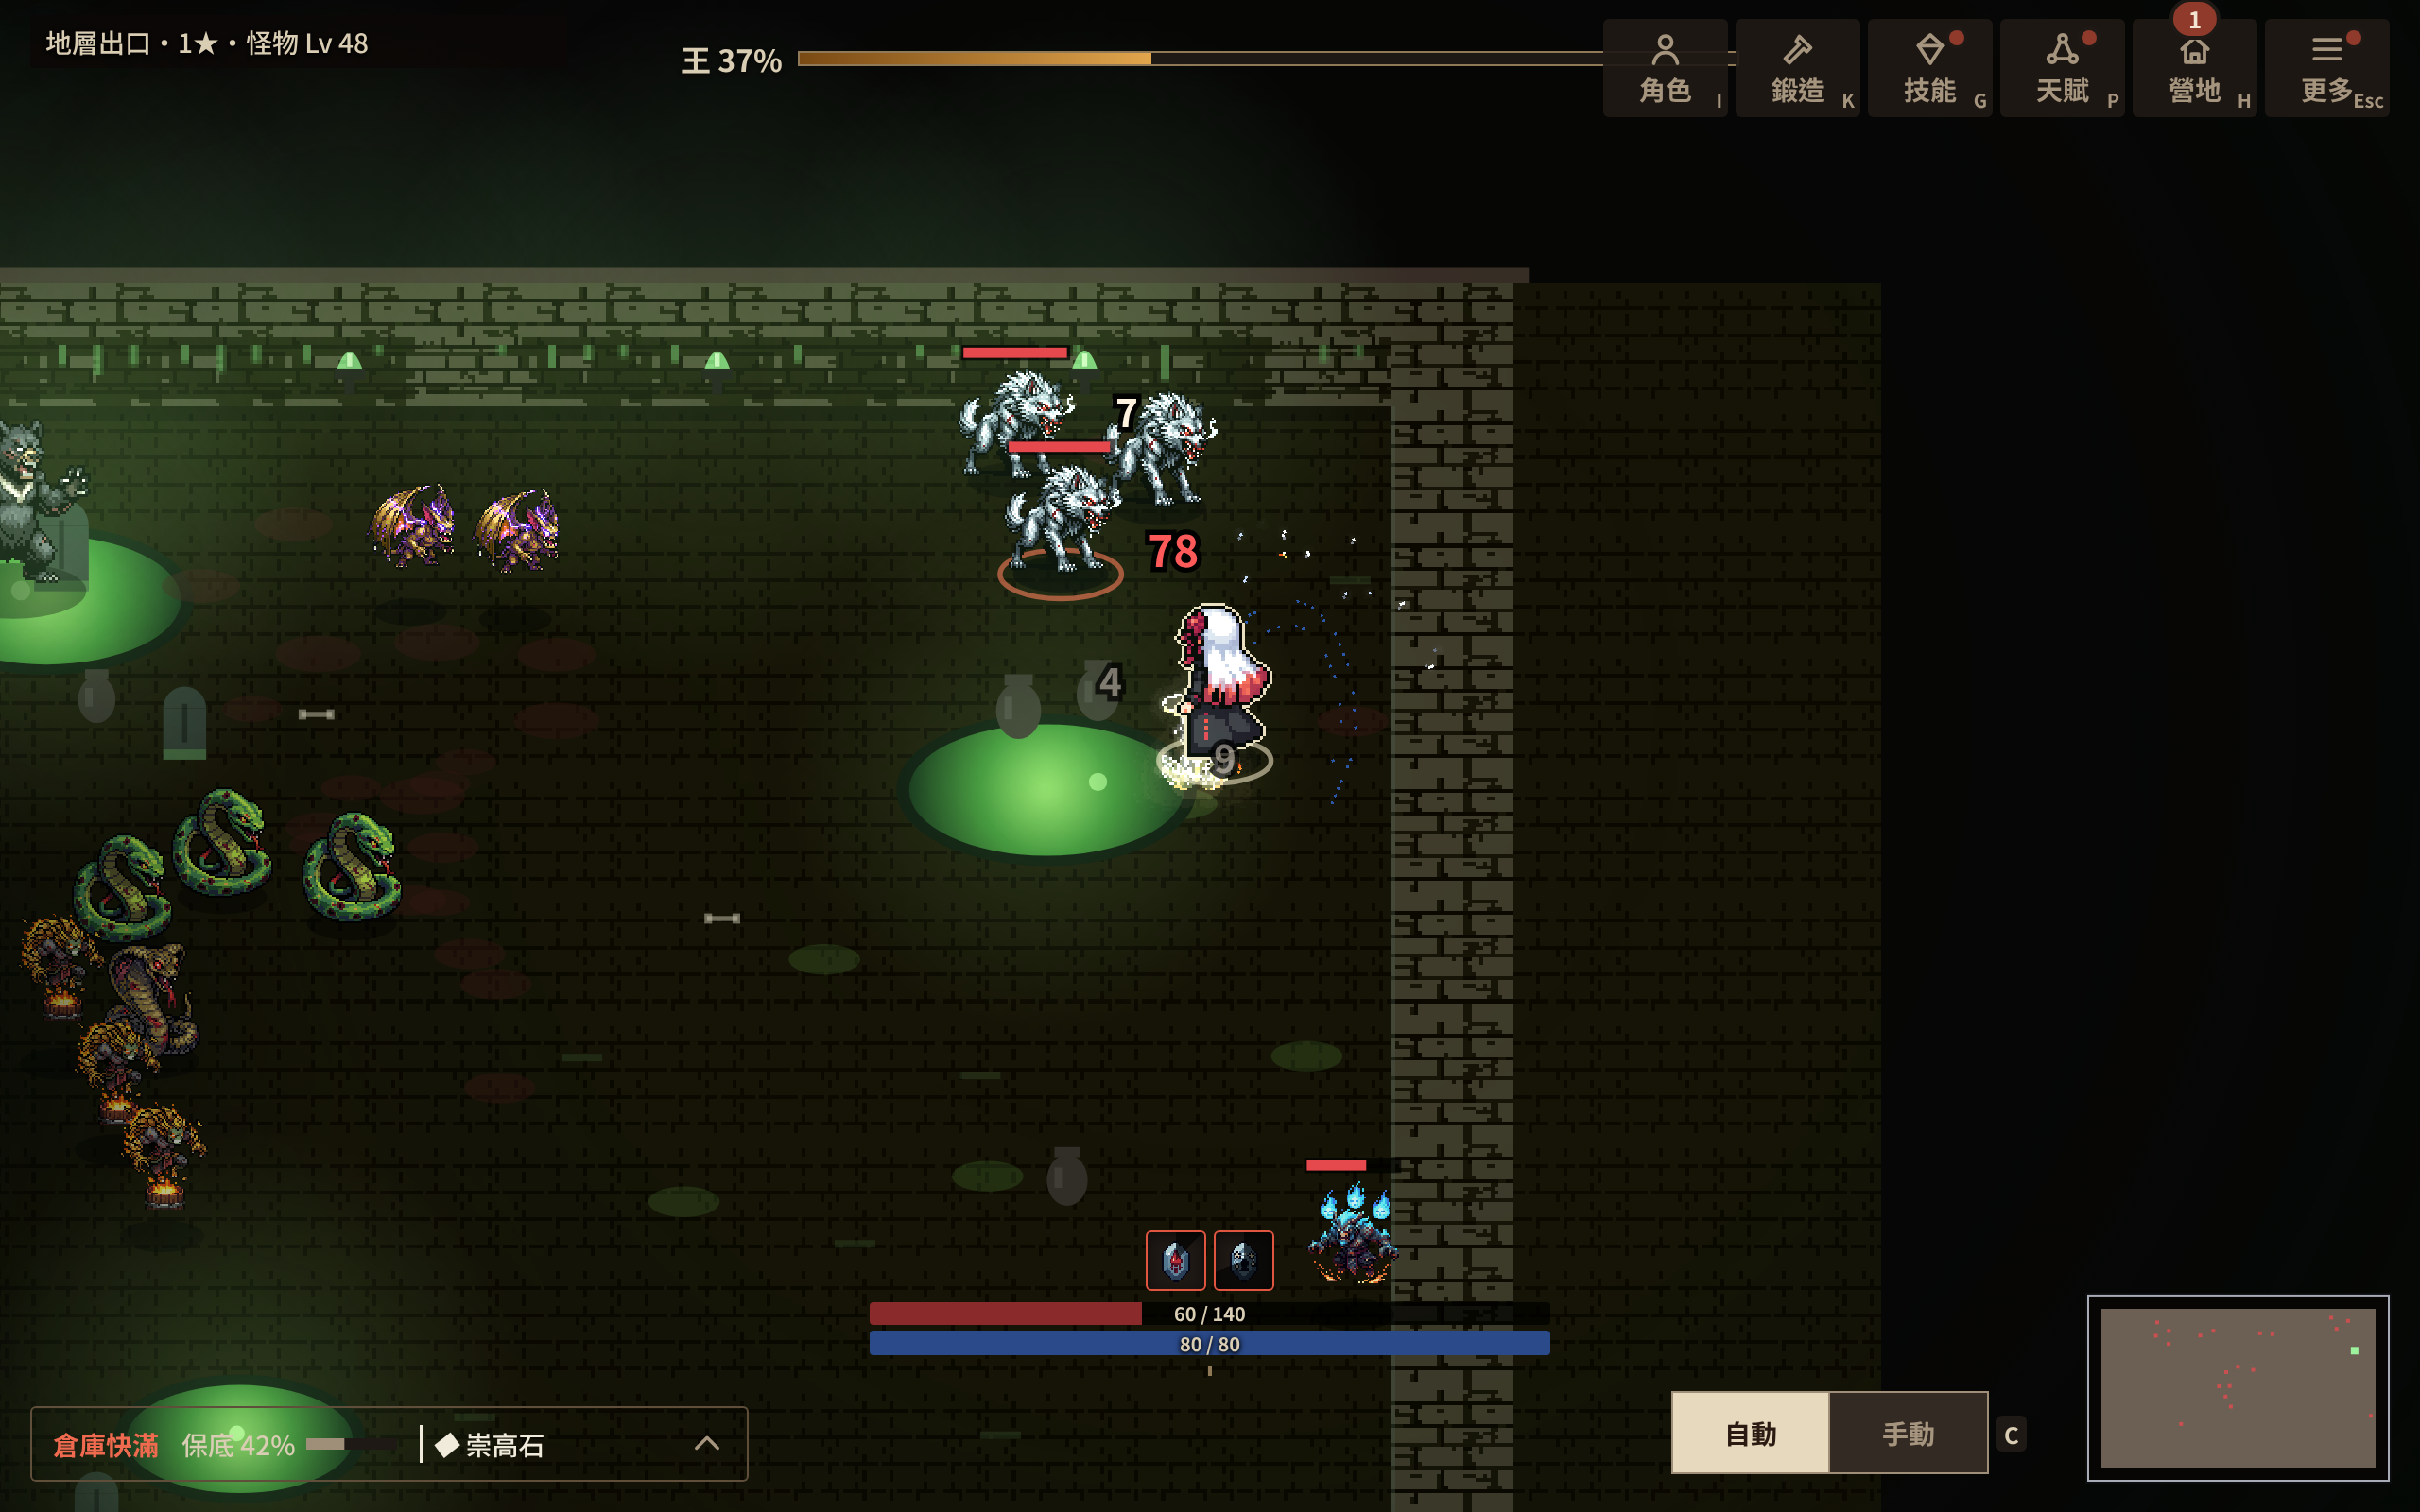 地層出口・1★・怪物 Lv 48
王 37%
角色 I
鍛造 K
技能 G
天賦 P
1
營地 H
更多 Esc
7
78
4
9
60 / 140
80 / 80
倉庫快滿 保底 42% 崇高石
自動 手動 C